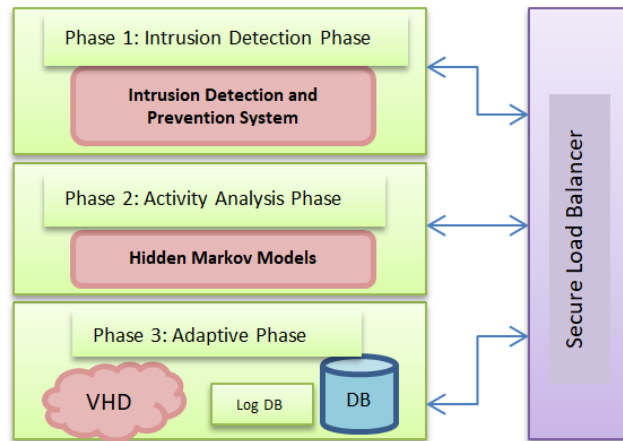 Phase 1: Intrusion Detection Phase
Intrusion Detection and
Prevention System
Phase 2: Activity Analysis Phase
Hidden Markov Models
Phase 3: Adaptive Phase
VHD
Log DB
DB
Secure Load Balancer